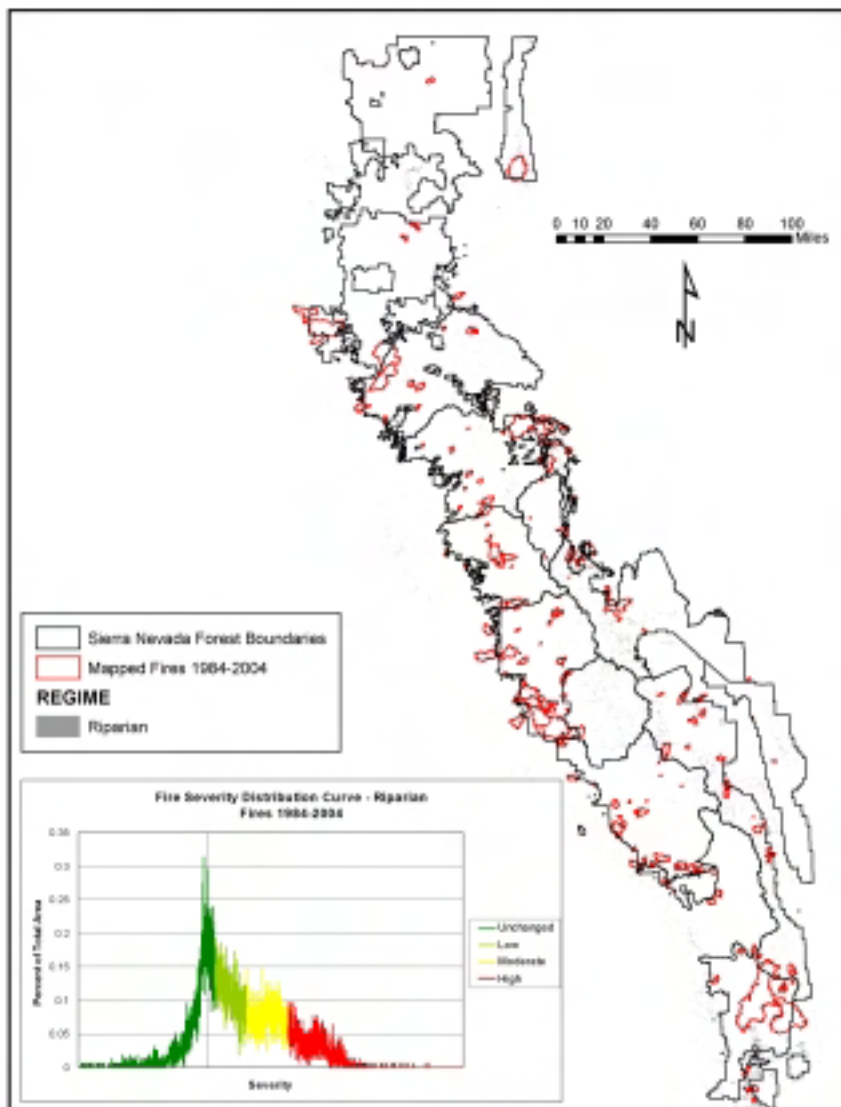 0 10 20 40 60 80 100
Miles
N
Sierra Nevada Forest Boundaries
Mapped Fires 1984-2004
REGIME
Riparian
Fire Severity Distribution Curve - Riparian
Fires 1984-2004
0.35
0.3
0.25
0.2
0.15
0.1
0.05
0
Percent of Total Area
Severity
Unchanged
Low
Moderate
High